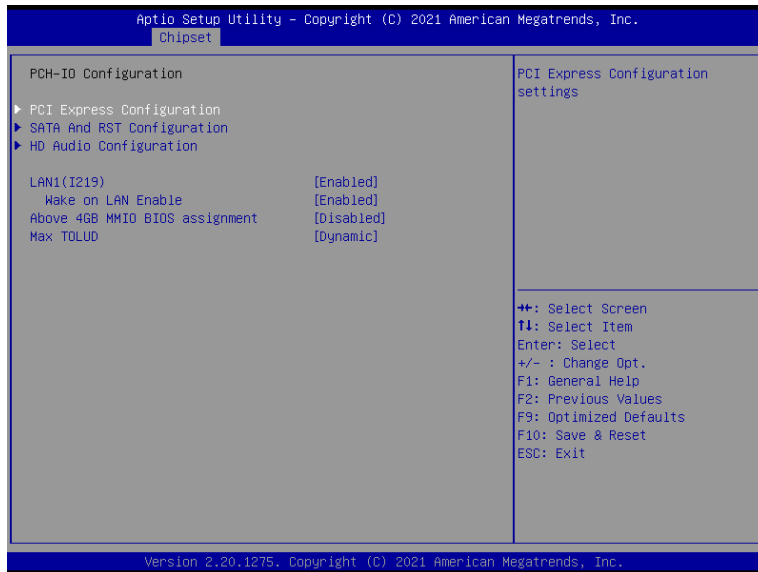 Aptio Setup Utility – Copyright (C) 2021 American Megatrends, Inc.
Chipset
PCH-IO Configuration
PCI Express Configuration
SATA And RST Configuration
HD Audio Configuration
LAN1(I219) [Enabled]
Wake on LAN Enable [Enabled]
Above 4GB MMIO BIOS assignment [Disabled]
Max TOLUD [Dynamic]
PCI Express Configuration
settings
→←: Select Screen
↑↓: Select Item
Enter: Select
+/- : Change Opt.
F1: General Help
F2: Previous Values
F9: Optimized Defaults
F10: Save & Reset
ESC: Exit
Version 2.20.1275. Copyright (C) 2021 American Megatrends, Inc.